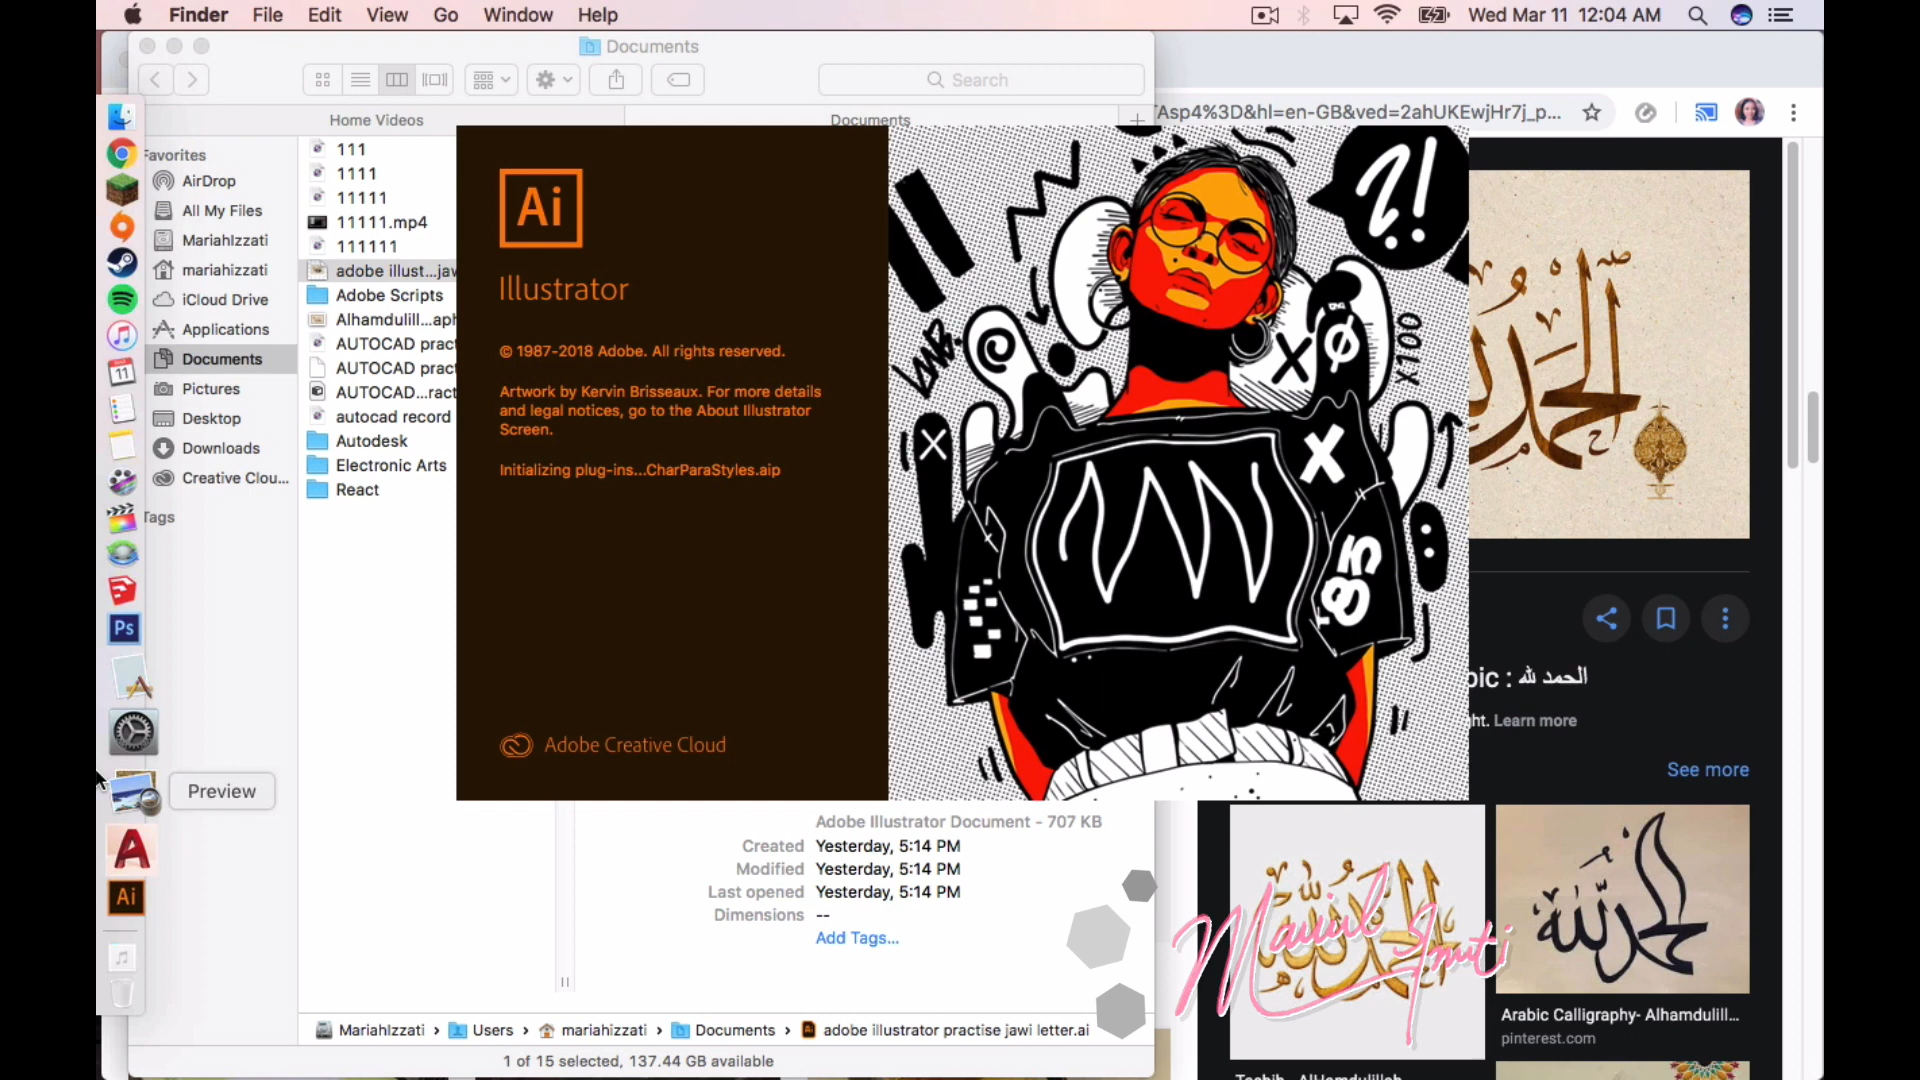 Finder File Edit View Go Window Help
Wed Mar 11 12:04 AM
Documents
Search
Home Videos
Documents
Asp4%3D&hl=en-GB&ved=2ahUKEwjHr7j_p...
Favorites
AirDrop
All My Files
MariahIzzati
mariahizzati
iCloud Drive
Applications
Documents
Pictures
Desktop
Downloads
Creative Clou...
Tags
111
1111
11111
11111.mp4
111111
adobe illust...jaw
Adobe Scripts
Alhamdulill...aph
AUTOCAD pract
AUTOCAD pract
AUTOCAD...ract
autocad record
Autodesk
Electronic Arts
React
Ai
Illustrator
© 1987-2018 Adobe. All rights reserved.
Artwork by Kervin Brisseaux. For more details
and legal notices, go to the About Illustrator
Screen.
Initializing plug-ins...CharParaStyles.aip
Adobe Creative Cloud
?!
X100
X
'85
11
Ps
Preview
Ai
Adobe Illustrator Document - 707 KB
Created Yesterday, 5:14 PM
Modified Yesterday, 5:14 PM
Last opened Yesterday, 5:14 PM
Dimensions --
Add Tags...
MariahIzzati › Users › mariahizzati › Documents › adobe illustrator practise jawi letter.ai
1 of 15 selected, 137.44 GB available
bic : الحمد لله
ht. Learn more
See more
Arabic Calligraphy- Alhamdulill...
pinterest.com